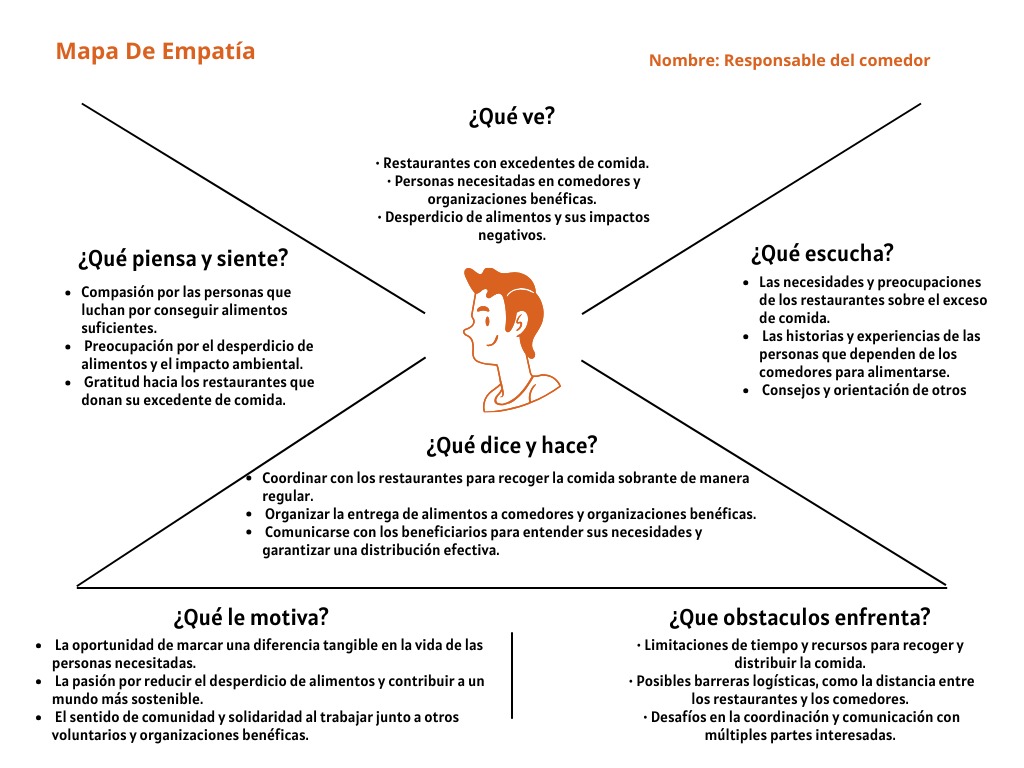 Mapa De Empatía
Nombre: Responsable del comedor
¿Qué ve?
· Restaurantes con excedentes de comida.
· Personas necesitadas en comedores y
organizaciones benéficas.
· Desperdicio de alimentos y sus impactos
negativos.
¿Qué piensa y siente?
• Compasión por las personas que
luchan por conseguir alimentos
suficientes.
• Preocupación por el desperdicio de
alimentos y el impacto ambiental.
• Gratitud hacia los restaurantes que
donan su excedente de comida.
¿Qué escucha?
• Las necesidades y preocupaciones
de los restaurantes sobre el exceso
de comida.
• Las historias y experiencias de las
personas que dependen de los
comedores para alimentarse.
• Consejos y orientación de otros
¿Qué dice y hace?
• Coordinar con los restaurantes para recoger la comida sobrante de manera
regular.
• Organizar la entrega de alimentos a comedores y organizaciones benéficas.
• Comunicarse con los beneficiarios para entender sus necesidades y
garantizar una distribución efectiva.
¿Qué le motiva?
• La oportunidad de marcar una diferencia tangible en la vida de las
personas necesitadas.
• La pasión por reducir el desperdicio de alimentos y contribuir a un
mundo más sostenible.
• El sentido de comunidad y solidaridad al trabajar junto a otros
voluntarios y organizaciones benéficas.
¿Que obstaculos enfrenta?
· Limitaciones de tiempo y recursos para recoger y
distribuir la comida.
· Posibles barreras logísticas, como la distancia entre
los restaurantes y los comedores.
· Desafíos en la coordinación y comunicación con
múltiples partes interesadas.